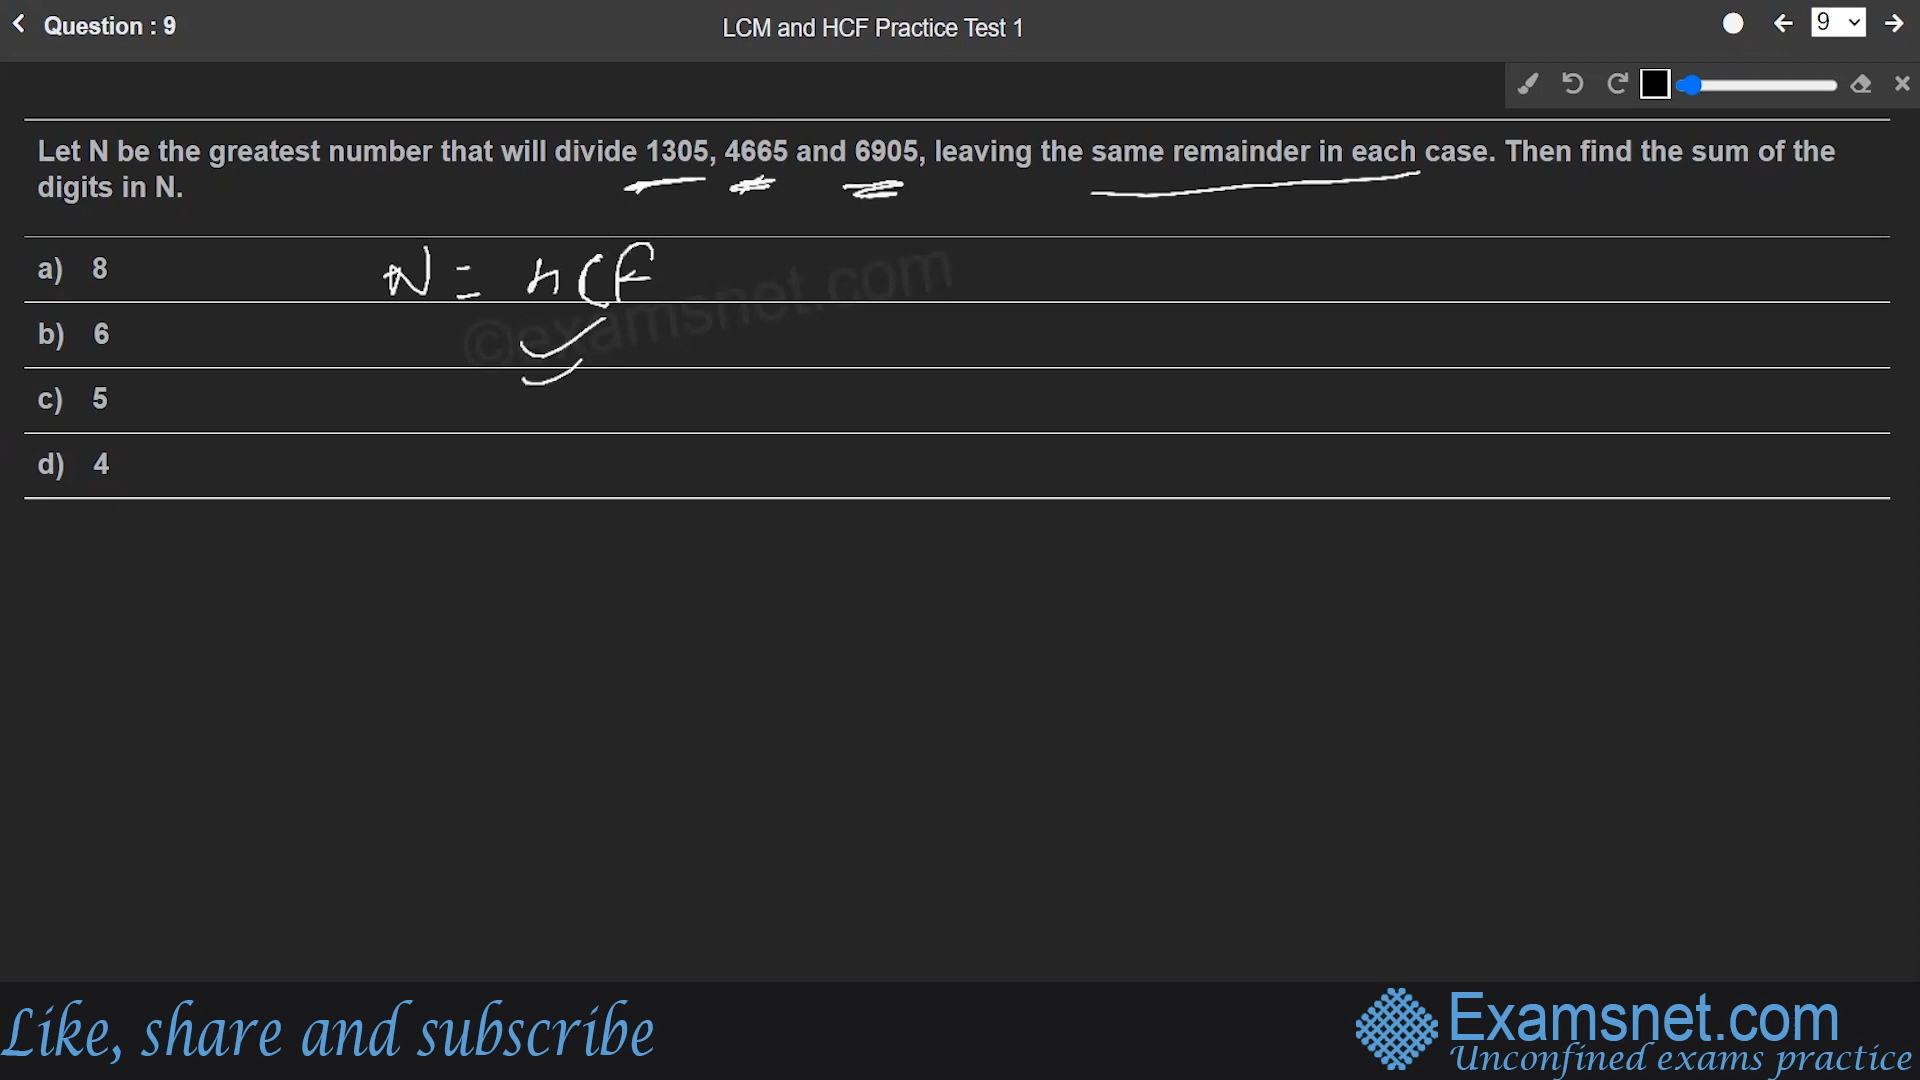 Question : 9
LCM and HCF Practice Test 1
9
Let N be the greatest number that will divide 1305, 4665 and 6905, leaving the same remainder in each case. Then find the sum of the
digits in N.
a) 8
N = hCF
©examsnet.com
b) 6
c) 5
d) 4
Like, share and subscribe
Examsnet.com
Unconfined exams practice